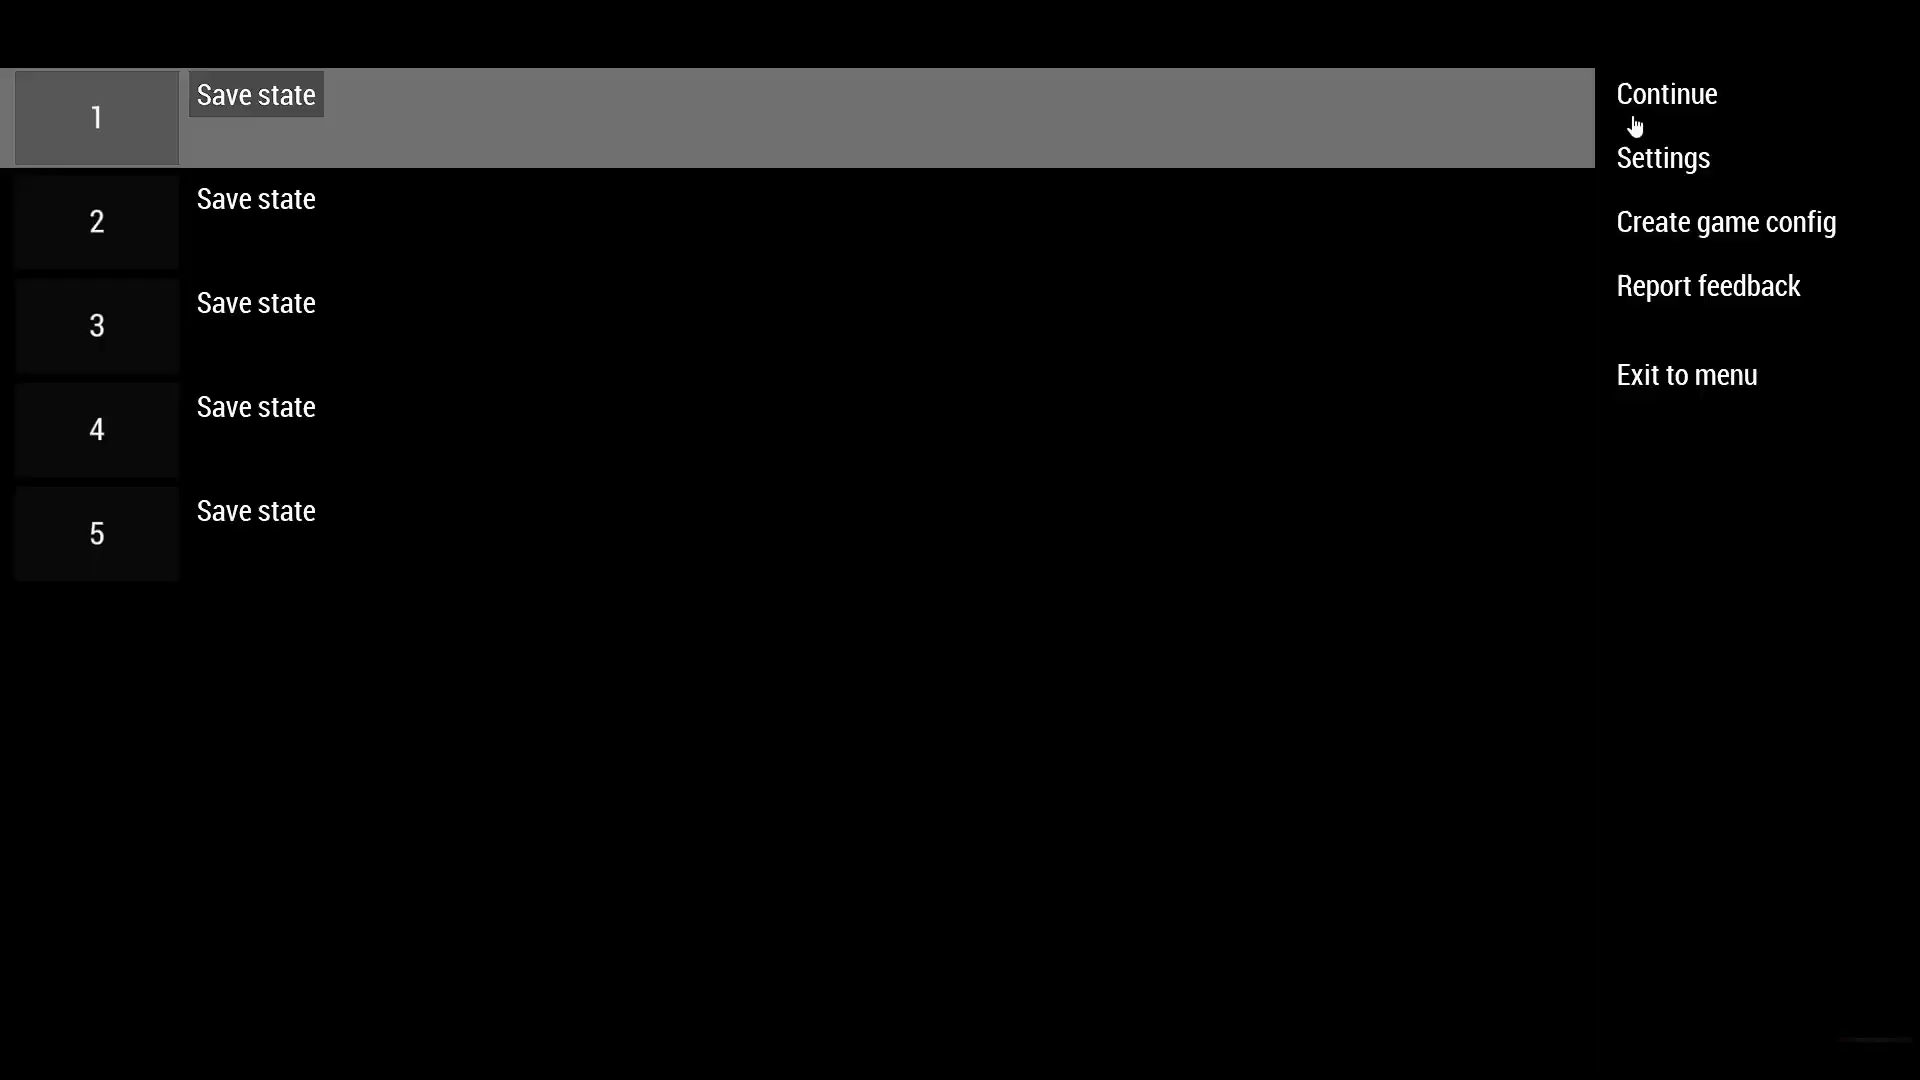 1
Save state
2
Save state
3
Save state
4
Save state
5
Save state
Continue
Settings
Create game config
Report feedback
Exit to menu